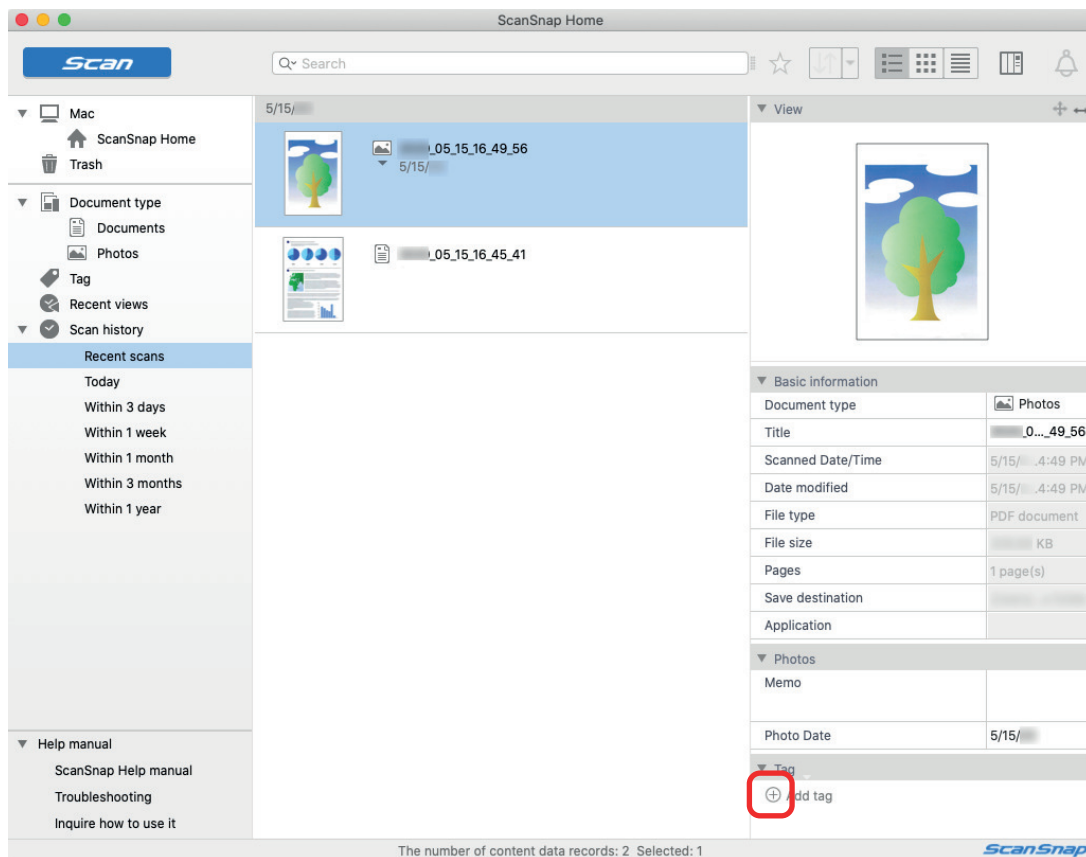 ScanSnap Home
Scan
Search
Mac
ScanSnap Home
Trash
Document type
Documents
Photos
Tag
Recent views
Scan history
Recent scans
Today
Within 3 days
Within 1 week
Within 1 month
Within 3 months
Within 1 year
Help manual
ScanSnap Help manual
Troubleshooting
Inquire how to use it
5/15/
_05_15_16_49_56
5/15/
_05_15_16_45_41
View
Basic information
Document type Photos
Title _0..._49_56
Scanned Date/Time 5/15/ .4:49 PM
Date modified 5/15/ .4:49 PM
File type PDF document
File size KB
Pages 1 page(s)
Save destination
Application
Photos
Memo
Photo Date 5/15/
Tag
Add tag
The number of content data records: 2 Selected: 1
ScanSnap